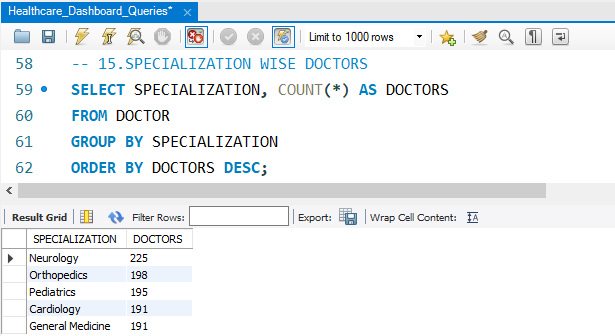 Healthcare_Dashboard_Queries*
Limit to 1000 rows
58 -- 15.SPECIALIZATION WISE DOCTORS
59 SELECT SPECIALIZATION, COUNT(*) AS DOCTORS
60 FROM DOCTOR
61 GROUP BY SPECIALIZATION
62 ORDER BY DOCTORS DESC;
Result Grid Filter Rows: Export: Wrap Cell Content:
SPECIALIZATION DOCTORS
Neurology 225
Orthopedics 198
Pediatrics 195
Cardiology 191
General Medicine 191